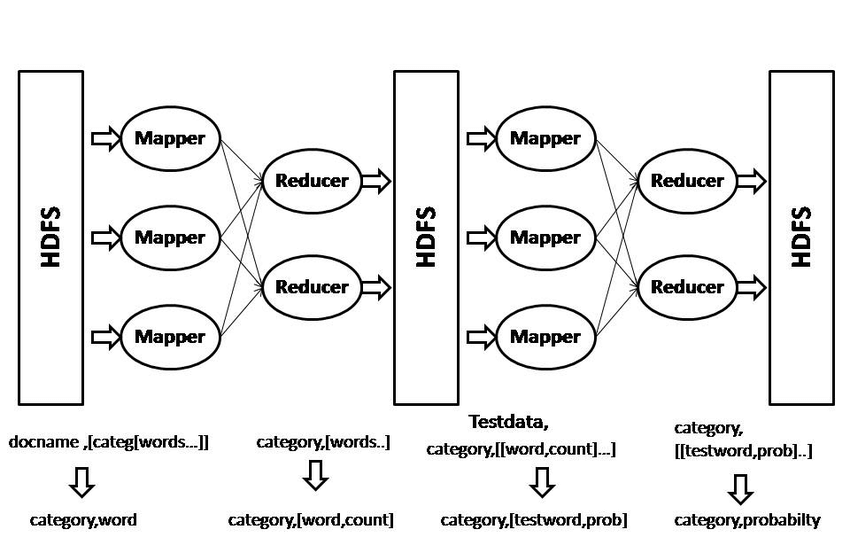 HDFS
Mapper
Mapper
Mapper
Reducer
Reducer
HDFS
Mapper
Mapper
Mapper
Reducer
Reducer
HDFS
docname ,[categ[words...]]
category,word
category,[words..]
category,[word,count]
Testdata,
category,[[word,count]...]
category,[testword,prob]
category,
[[testword,prob]..]
category,probabilty